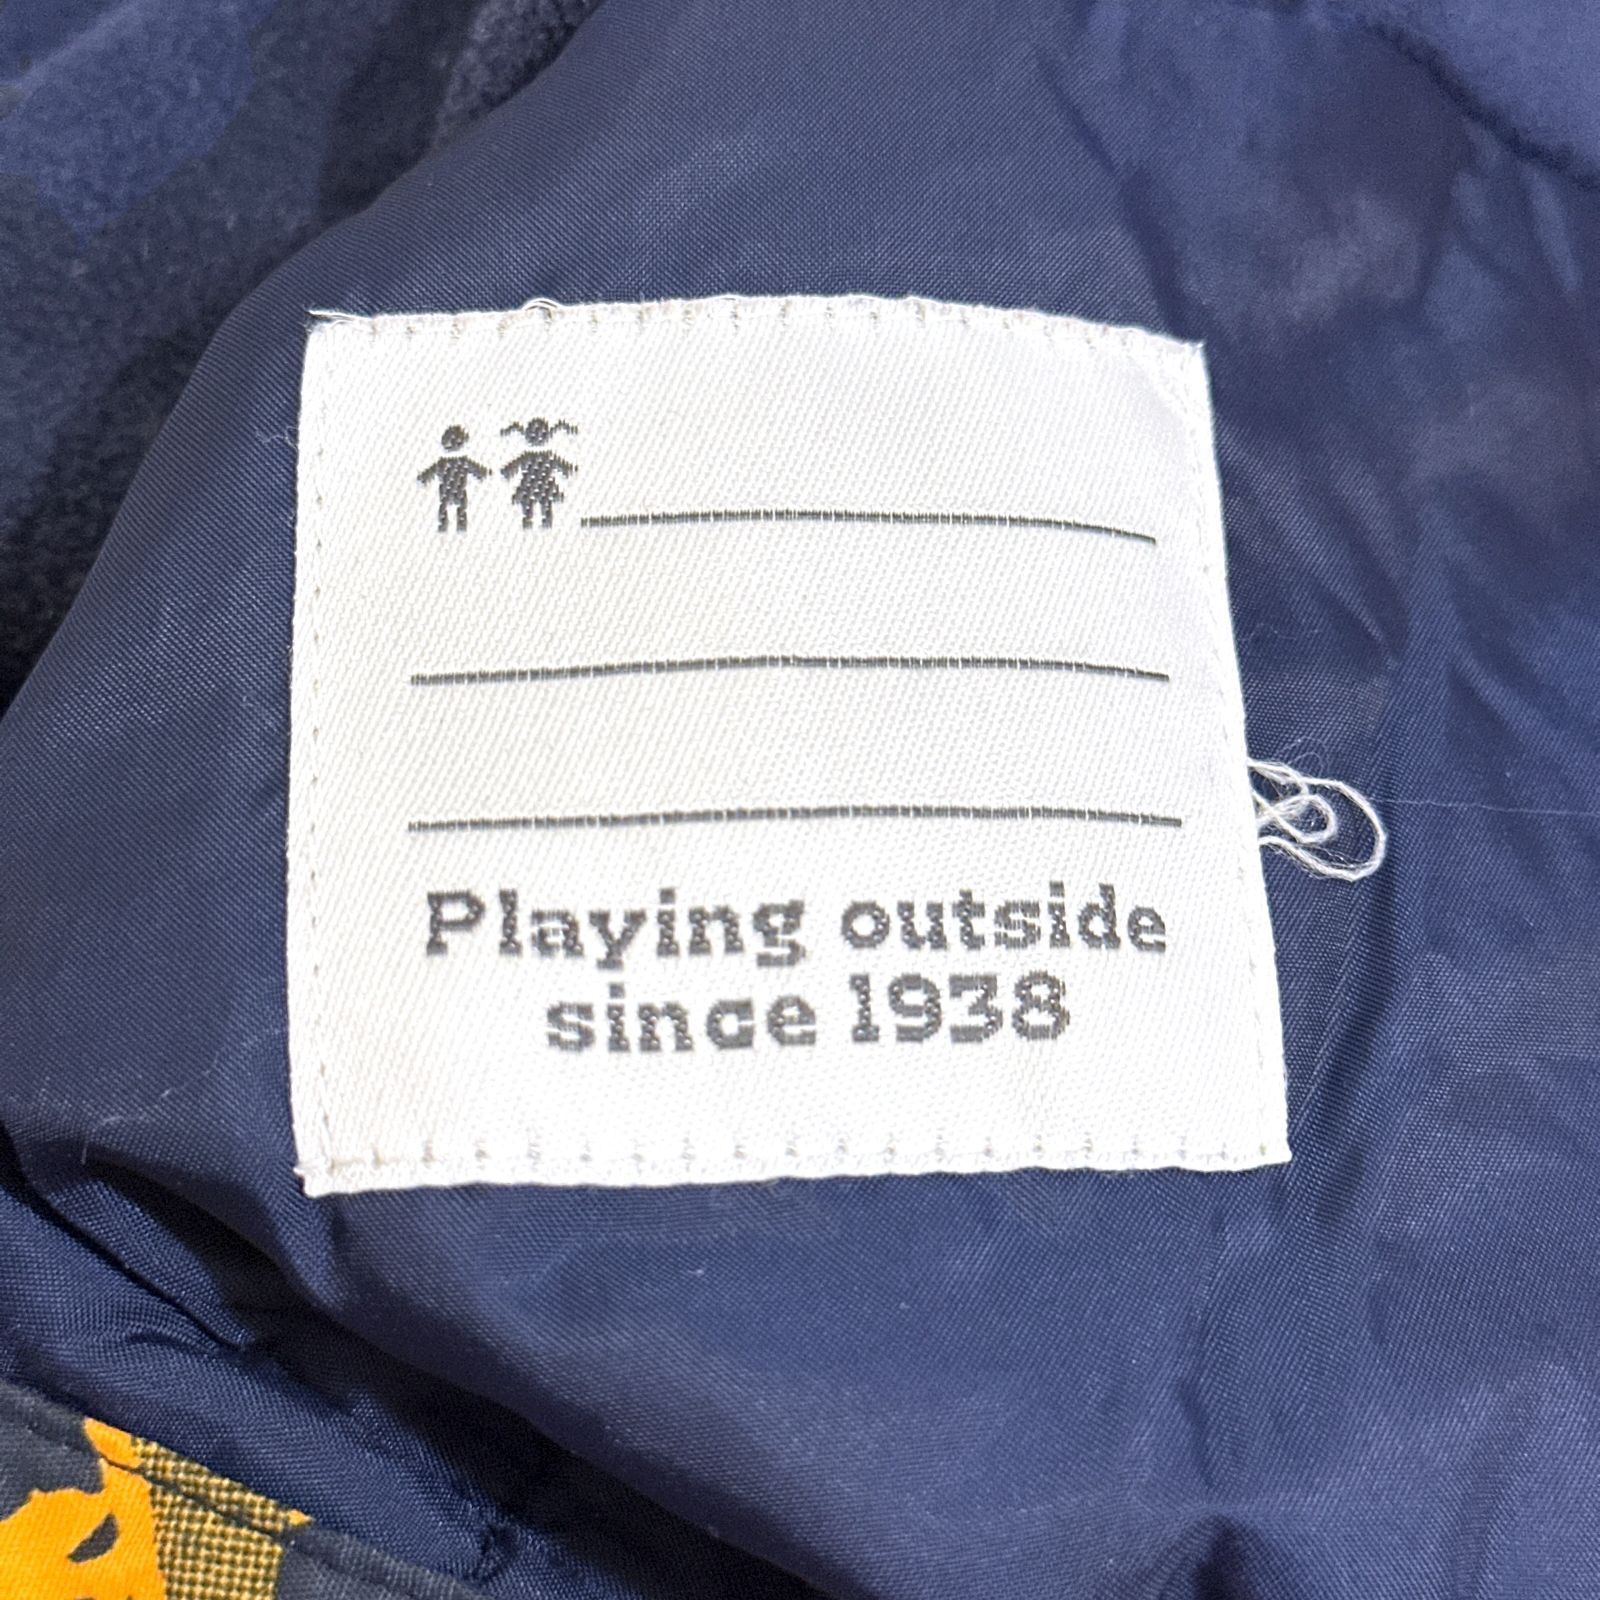 Playing outside
since 1938